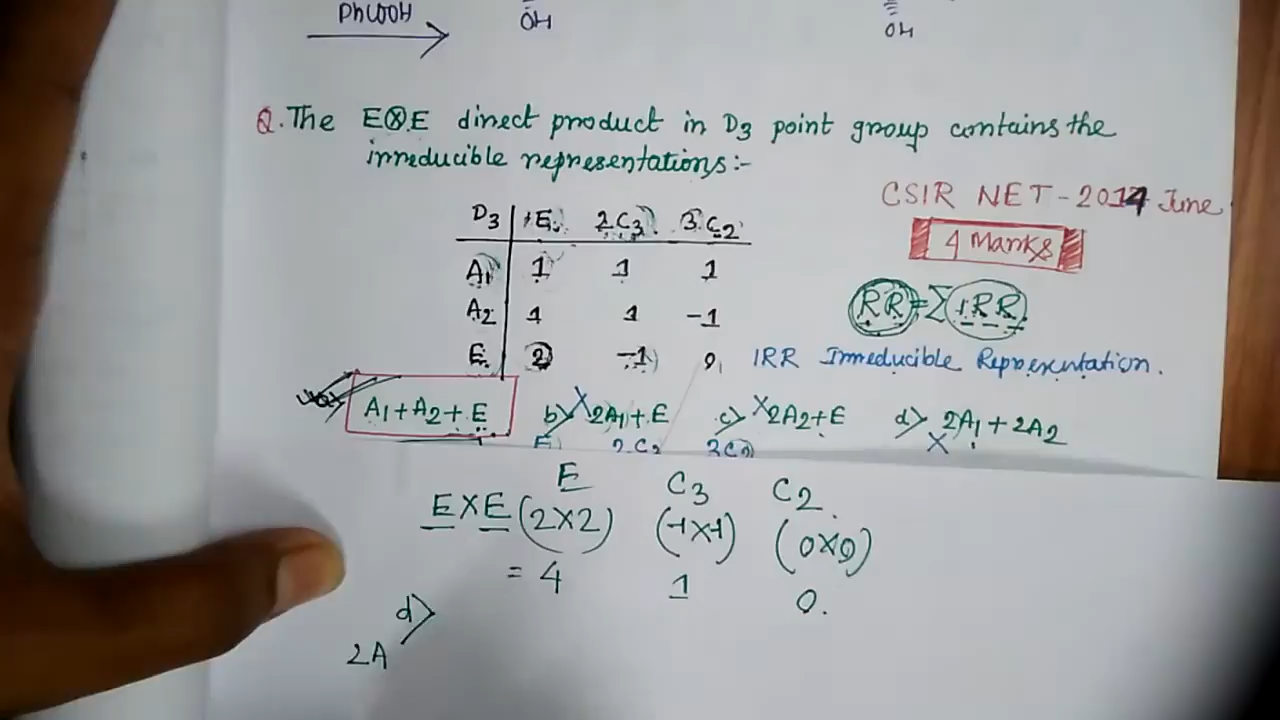 PhCOOH
OH
OH
Q. The E⊗E direct product in D3 point group contains the
irreducible representations:-
CSIR NET-2014 June
4 Marks
D3 E 2C3 3C2
A1 1 1 1
A2 1 1 -1
E 2 -1 0
RR=∑IRR
IRR Irreducible Representation.
A1+A2+E b> 2A1+E c> 2A2+E d> 2A1+2A2
E 2C2 3C2
E C3 C2
E×E (2×2) (-1×-1) (0×0)
= 4 1 0.
d>
2A